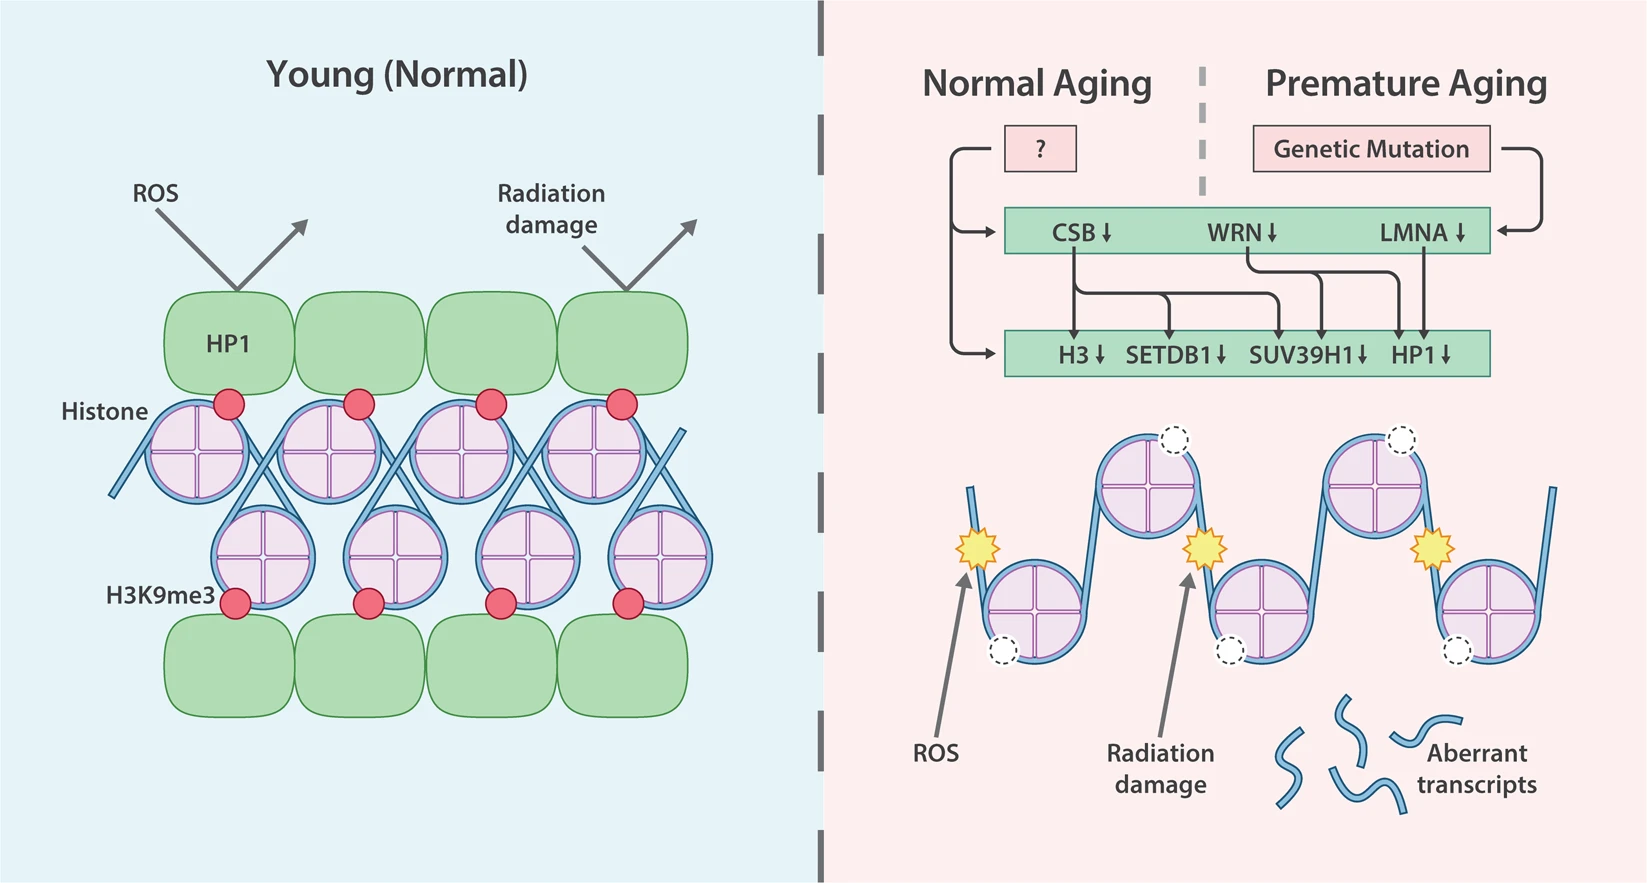 Young (Normal)
ROS
Radiation
damage
HP1
Histone
H3K9me3
Normal Aging
Premature Aging
?
Genetic Mutation
CSB↓ WRN↓ LMNA↓
H3↓ SETDB1↓ SUV39H1↓ HP1↓
ROS
Radiation
damage
Aberrant
transcripts